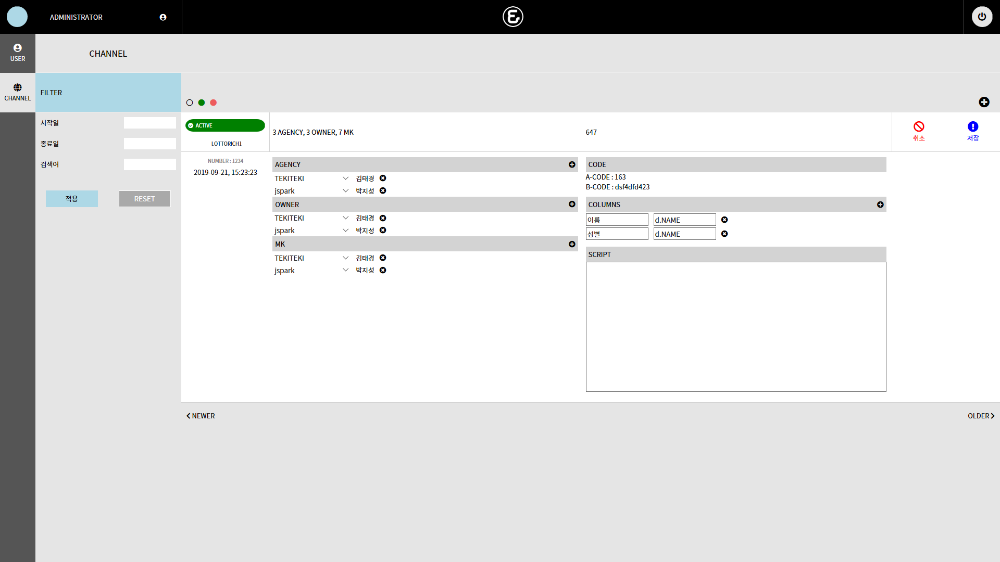 ADMINISTRATOR
USER
CHANNEL
CHANNEL
FILTER
시작일
종료일
검색어
적용
RESET
ACTIVE
LOTTORICH1
3 AGENCY, 3 OWNER, 7 MK
647
취소
저장
NUMBER : 1234
2019-09-21, 15:23:23
AGENCY
TEKITEKI 김태경
jspark 박지성
OWNER
TEKITEKI 김태경
jspark 박지성
MK
TEKITEKI 김태경
jspark 박지성
CODE
A-CODE : 163
B-CODE : dsf4dfd423
COLUMNS
이름 d.NAME
성별 d.NAME
SCRIPT
NEWER
OLDER